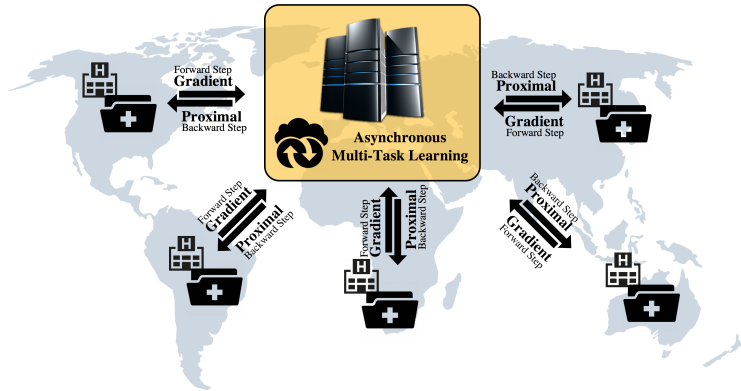 H
Forward Step
Gradient
Proximal
Backward Step
Asynchronous
Multi-Task Learning
Backward Step
Proximal
Gradient
Forward Step
H
Forward Step
Gradient
Proximal
Backward Step
H
Forward Step
Gradient
Proximal
Backward Step
H
Backward Step
Proximal
Gradient
Forward Step
H